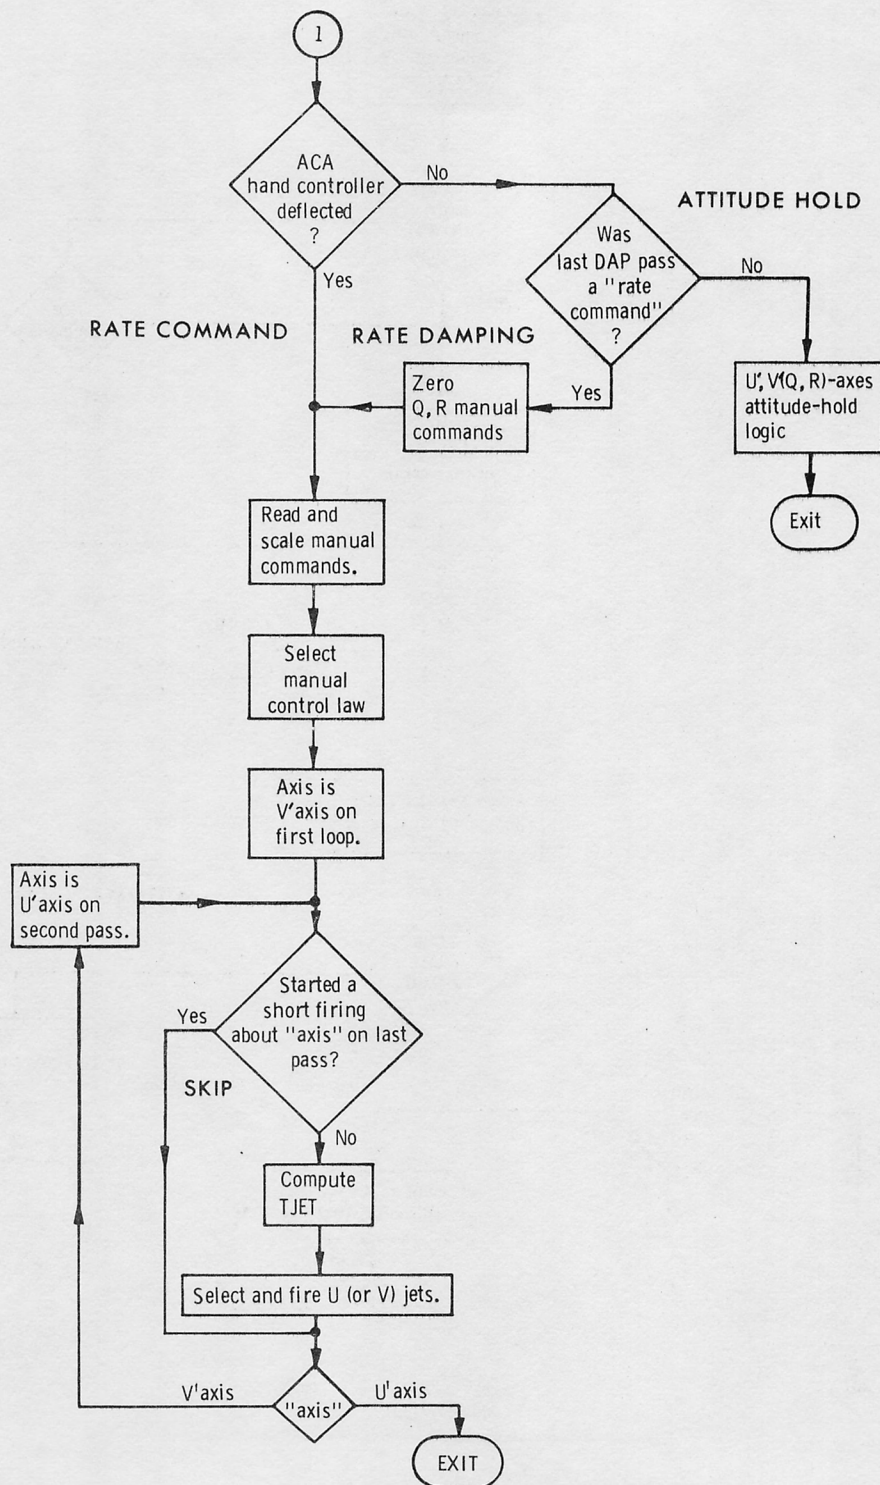 1
ACA
hand controller
deflected
?
No
ATTITUDE HOLD
Was
last DAP pass
a "rate
command"
?
No
Yes
RATE COMMAND
RATE DAMPING
Zero
Q, R manual
commands
Yes
U′, V′(Q, R)-axes
attitude-hold
logic
Exit
Read and
scale manual
commands.
Select
manual
control law
Axis is
V′axis on
first loop.
Axis is
U′axis on
second pass.
Started a
short firing
about "axis" on last
pass?
Yes
SKIP
No
Compute
TJET
Select and fire U (or V) jets.
V'axis
"axis"
U'axis
EXIT